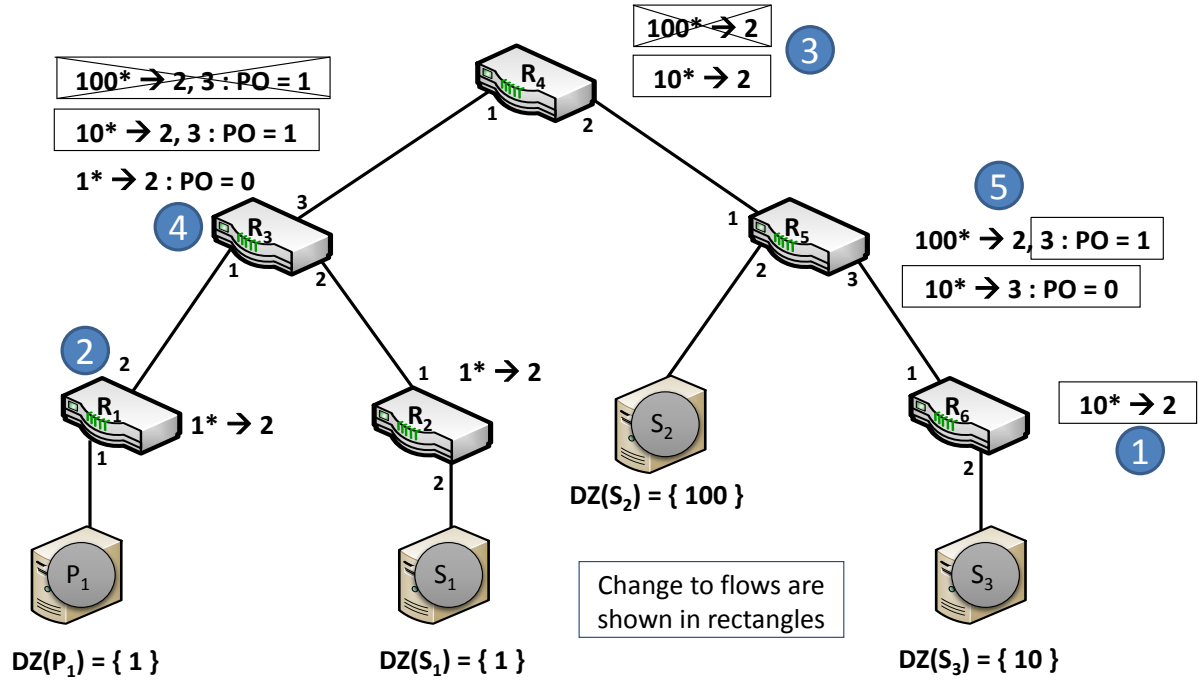 100* → 2
3
R₄
10* → 2
100* → 2, 3 : PO = 1
1
2
10* → 2, 3 : PO = 1
1* → 2 : PO = 0
3
5
4
R₃
1
R₅
100* → 2, 3 : PO = 1
1
2
2
3
10* → 3 : PO = 0
2
2
1
1* → 2
1
R₁
R₂
R₆
10* → 2
1* → 2
S₂
1
1
2
2
DZ(S₂) = { 100 }
P₁
S₁
S₃
Change to flows are
shown in rectangles
DZ(P₁) = { 1 }
DZ(S₁) = { 1 }
DZ(S₃) = { 10 }